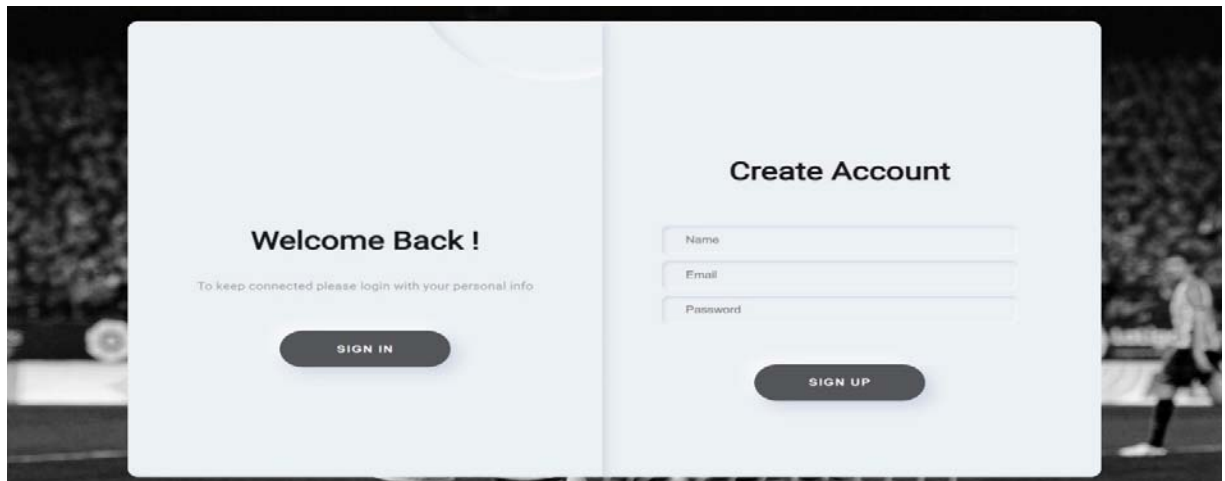 Welcome Back !
To keep connected please login with your personal info
SIGN IN
Create Account
Name
Email
Password
SIGN UP